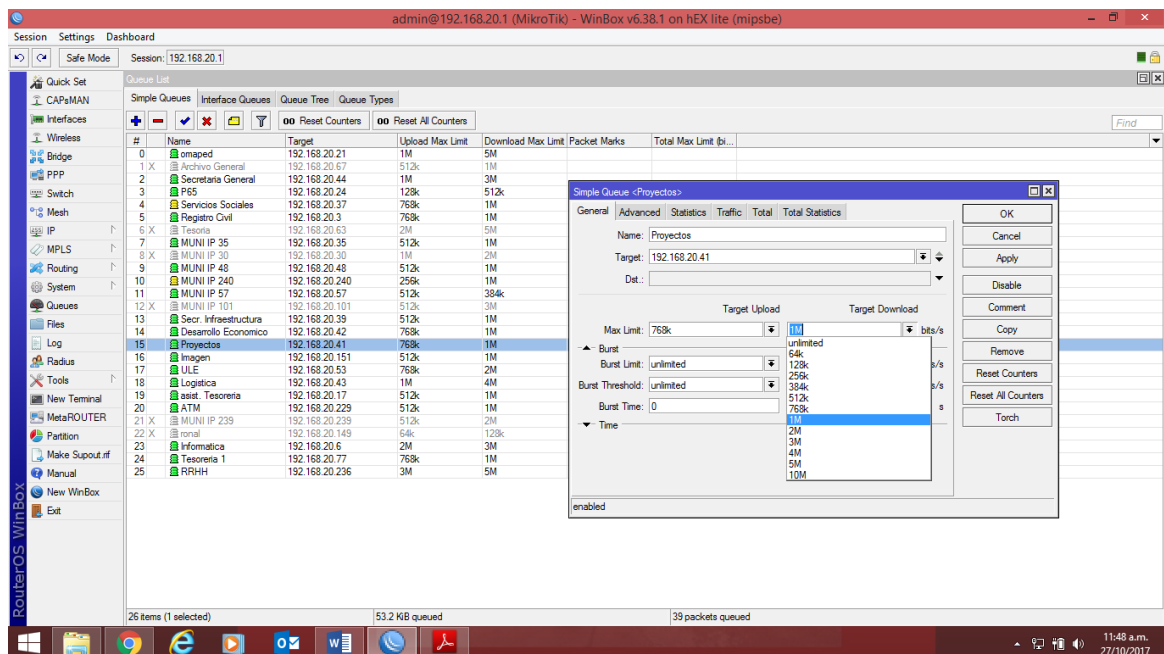 admin@192.168.20.1 (MikroTik) - WinBox v6.38.1 on hEX lite (mipsbe)
Session Settings Dashboard
Safe Mode Session: 192.168.20.1
Quick Set
CAPsMAN
Interfaces
Wireless
Bridge
PPP
Switch
Mesh
IP
MPLS
Routing
System
Queues
Files
Log
Radius
Tools
New Terminal
MetaROUTER
Partition
Make Supout.rif
Manual
New WinBox
Exit
RouterOS WinBox
Queue List
Simple Queues Interface Queues Queue Tree Queue Types
00 Reset Counters 00 Reset All Counters Find
# Name Target Upload Max Limit Download Max Limit Packet Marks Total Max Limit (bi...
0 omaped 192.168.20.21 1M 5M
1 X Archivo General 192.168.20.67 512k 1M
2 Secretaria General 192.168.20.44 1M 3M
3 P65 192.168.20.24 128k 512k
4 Servicios Sociales 192.168.20.37 768k 1M
5 Registro Civil 192.168.20.3 768k 1M
6 X Tesoria 192.168.20.63 2M 5M
7 MUNI IP 35 192.168.20.35 512k 1M
8 X MUNI IP 30 192.168.20.30 1M 2M
9 MUNI IP 48 192.168.20.48 512k 1M
10 MUNI IP 240 192.168.20.240 256k 1M
11 MUNI IP 57 192.168.20.57 512k 384k
12 X MUNI IP 101 192.168.20.101 512k 3M
13 Secr. Infraestructura 192.168.20.39 512k 1M
14 Desarrollo Economico 192.168.20.42 768k 1M
15 Proyectos 192.168.20.41 768k 1M
16 Imagen 192.168.20.151 512k 1M
17 ULE 192.168.20.53 768k 2M
18 Logistica 192.168.20.43 1M 4M
19 asist. Tesoreria 192.168.20.17 512k 1M
20 ATM 192.168.20.229 512k 1M
21 X MUNI IP 239 192.168.20.239 512k 2M
22 X ronal 192.168.20.149 64k 128k
23 Informatica 192.168.20.6 2M 3M
24 Tesoreria 1 192.168.20.77 768k 1M
25 RRHH 192.168.20.236 3M 5M
Simple Queue <Proyectos>
General Advanced Statistics Traffic Total Total Statistics
Name: Proyectos
Target: 192.168.20.41
Dst.:
Target Upload Target Download
Max Limit: 768k 1M bits/s
Burst
Burst Limit: unlimited s/s
Burst Threshold: unlimited s/s
Burst Time: 0 s
Time
unlimited
64k
128k
256k
384k
512k
768k
1M
2M
3M
4M
5M
10M
OK
Cancel
Apply
Disable
Comment
Copy
Remove
Reset Counters
Reset All Counters
Torch
enabled
26 items (1 selected) 53.2 KiB queued 39 packets queued
11:48 a.m.
27/10/2017